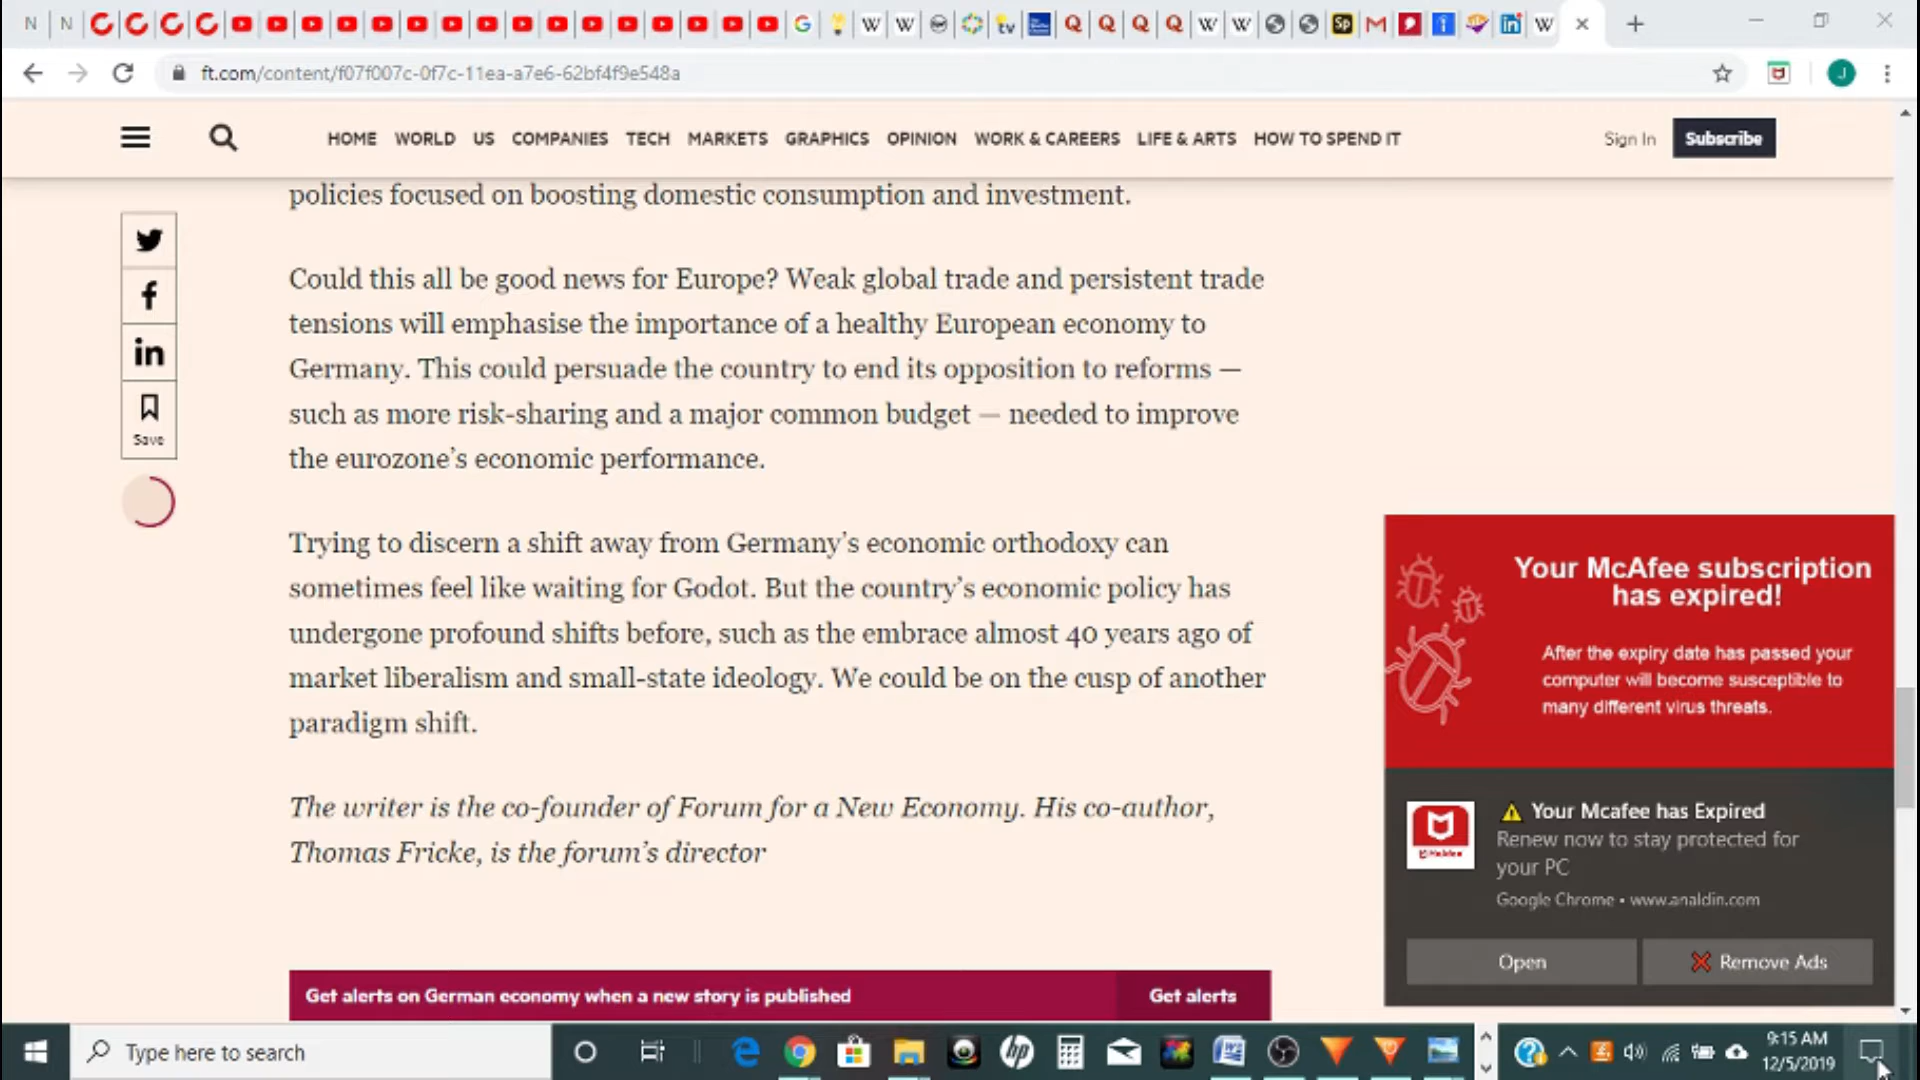 ft.com/content/f07f007c-0f7c-11ea-a7e6-62bf4f9e548a
J
HOME WORLD US COMPANIES TECH MARKETS GRAPHICS OPINION WORK & CAREERS LIFE & ARTS HOW TO SPEND IT
Sign In Subscribe
policies focused on boosting domestic consumption and investment.
Could this all be good news for Europe? Weak global trade and persistent trade
tensions will emphasise the importance of a healthy European economy to
Germany. This could persuade the country to end its opposition to reforms —
such as more risk-sharing and a major common budget — needed to improve
the eurozone's economic performance.
Save
Trying to discern a shift away from Germany's economic orthodoxy can
sometimes feel like waiting for Godot. But the country's economic policy has
undergone profound shifts before, such as the embrace almost 40 years ago of
market liberalism and small-state ideology. We could be on the cusp of another
paradigm shift.
The writer is the co-founder of Forum for a New Economy. His co-author,
Thomas Fricke, is the forum's director
Get alerts on German economy when a new story is published Get alerts
Your McAfee subscription
has expired!
After the expiry date has passed your
computer will become susceptible to
many different virus threats.
Your Mcafee has Expired
Renew now to stay protected for
your PC
Google Chrome • www.analdin.com
Open Remove Ads
Type here to search
9:15 AM
12/5/2019